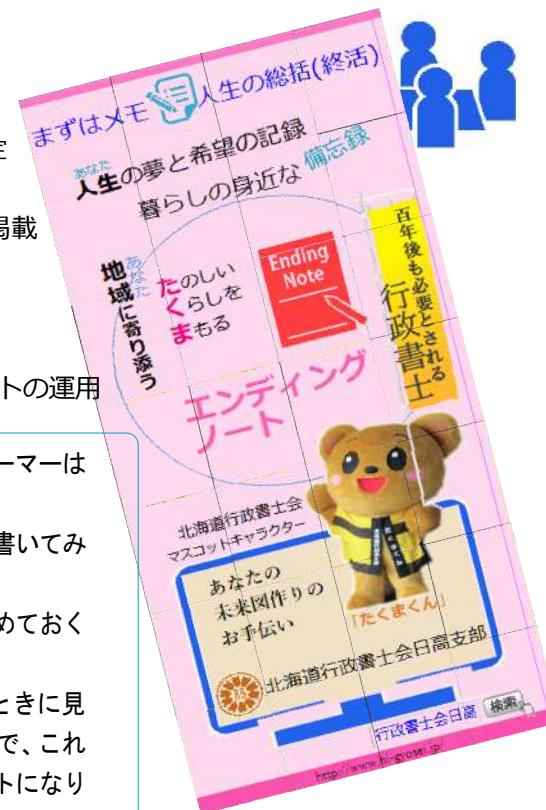 まずはメモ
人生の総括(終活)
あなた
人生の夢と希望の記録
暮らしの身近な備忘録
あなた
地域に寄り添う
たのしい
くらしを
まもる
Ending
Note
百年後も必要とされる
行政書士
エンディング
ノート
北海道行政書士会
マスコットキャラクター
あなたの
未来図作りの
お手伝い
「たくまくん」
北海道行政書士会日高支部
行政書士会日高
検索
http://www.hi-gyosei.jp/
定
掲載
トの運用
ーマーは
書いてみ
めておく
ときに見
で、これ
トになり